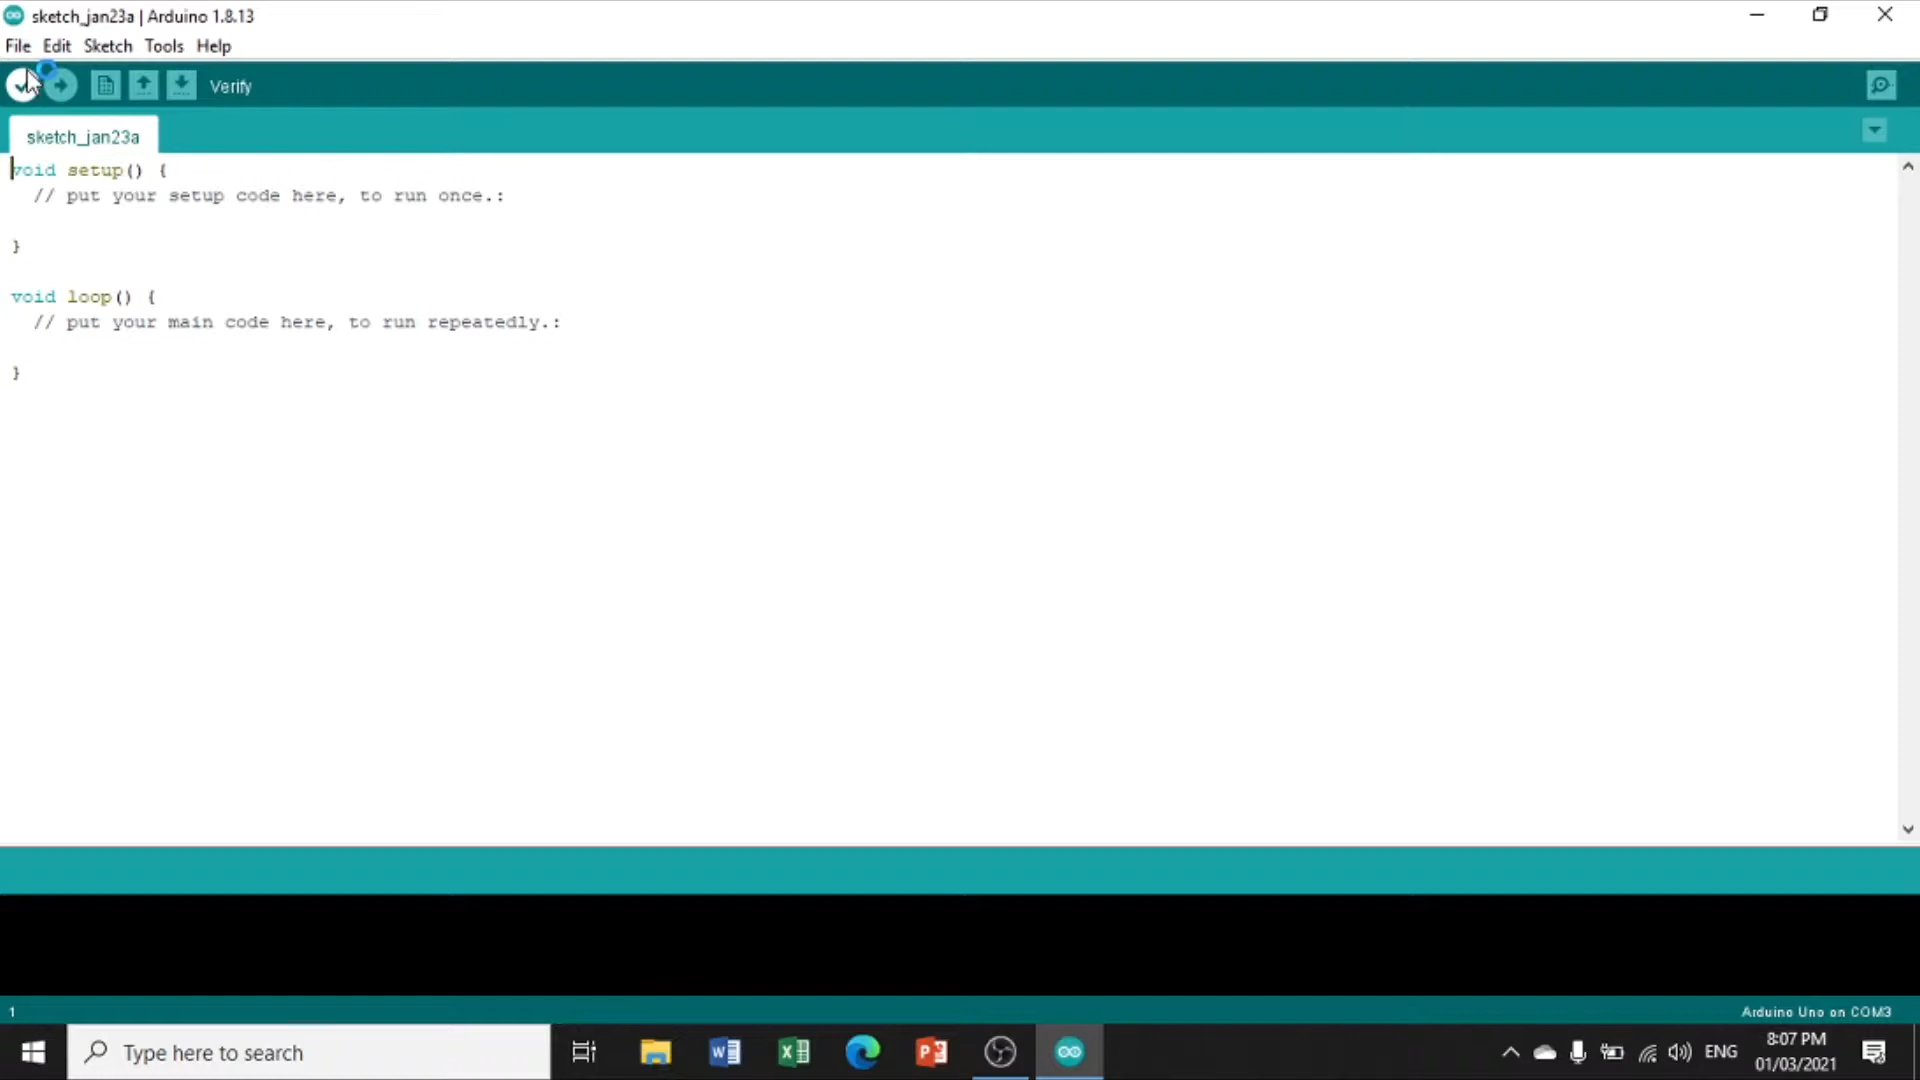 sketch_jan23a | Arduino 1.8.13
File Edit Sketch Tools Help
Verify
sketch_jan23a
void setup() {
// put your setup code here, to run once.:
}
void loop() {
// put your main code here, to run repeatedly.:
}
1
Arduino Uno on COM3
Type here to search
ENG
8:07 PM
01/03/2021